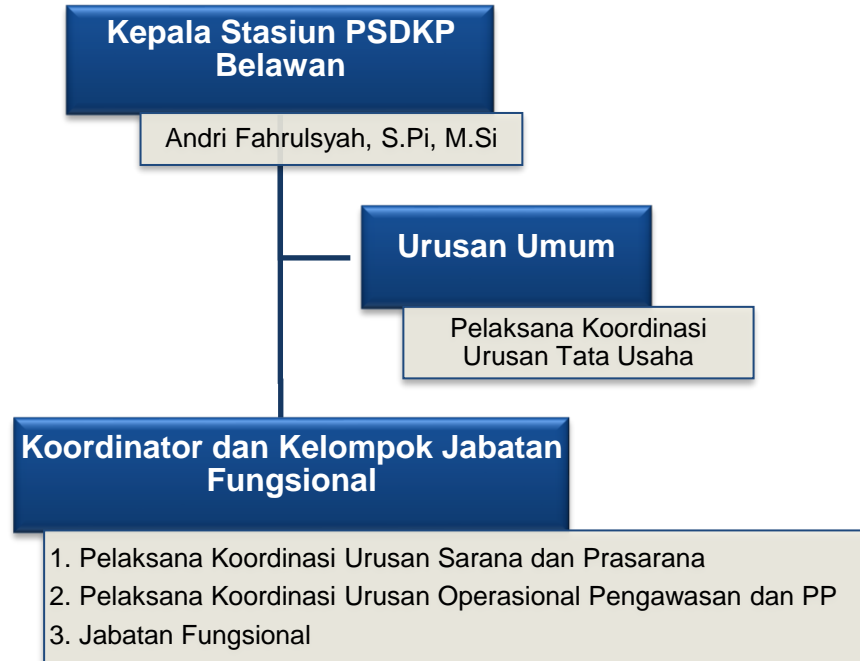 Kepala Stasiun PSDKP
Belawan
Andri Fahrulsyah, S.Pi, M.Si
Urusan Umum
Pelaksana Koordinasi
Urusan Tata Usaha
Koordinator dan Kelompok Jabatan
Fungsional
1. Pelaksana Koordinasi Urusan Sarana dan Prasarana
2. Pelaksana Koordinasi Urusan Operasional Pengawasan dan PP
3. Jabatan Fungsional